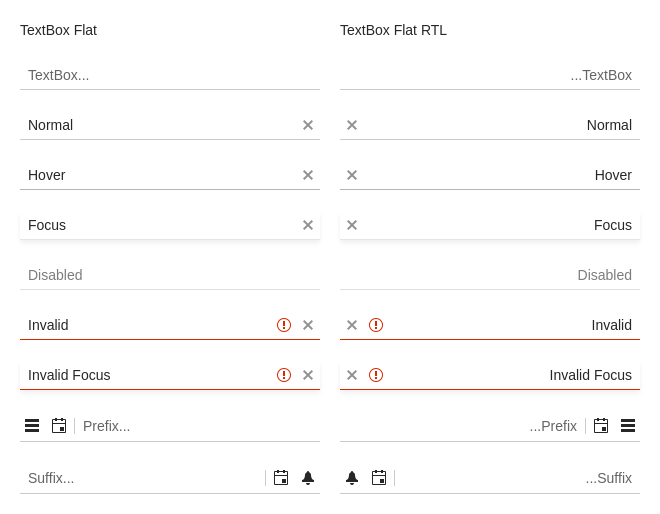 TextBox Flat
TextBox...
Normal
Hover
Focus
Disabled
Invalid
Invalid Focus
Prefix...
Suffix...
TextBox Flat RTL
...TextBox
Normal
Hover
Focus
Disabled
Invalid
Invalid Focus
...Prefix
...Suffix